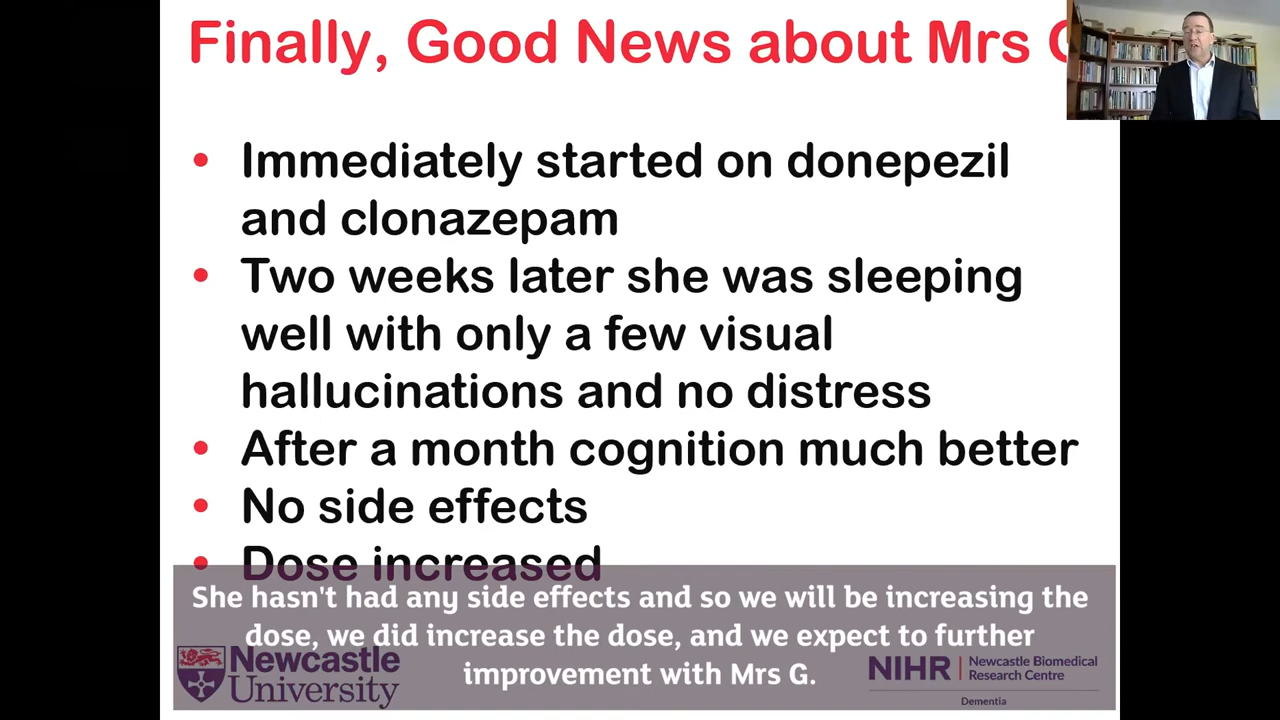 Finally, Good News about Mrs G
• Immediately started on donepezil
and clonazepam
• Two weeks later she was sleeping
well with only a few visual
hallucinations and no distress
• After a month cognition much better
• No side effects
• Dose increased
She hasn't had any side effects and so we will be increasing the
dose, we did increase the dose, and we expect to further
improvement with Mrs G.
Newcastle
University
NIHR | Newcastle Biomedical
Research Centre
Dementia